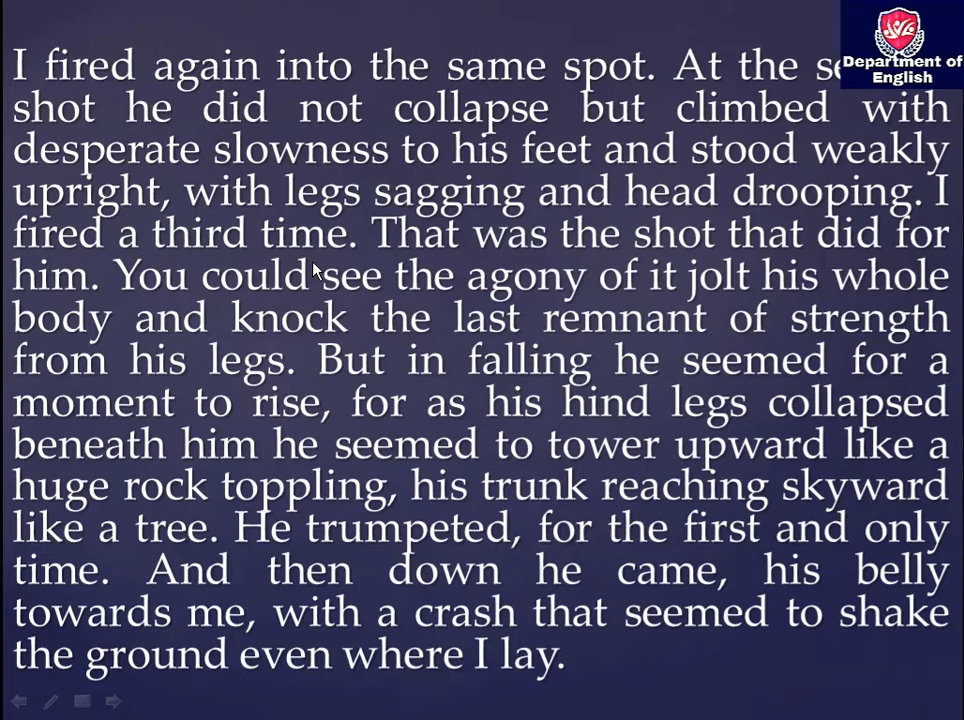 I fired again into the same spot. At the
shot he did not collapse but climbed with
desperate slowness to his feet and stood weakly
upright, with legs sagging and head drooping. I
fired a third time. That was the shot that did for
him. You could see the agony of it jolt his whole
body and knock the last remnant of strength
from his legs. But in falling he seemed for a
moment to rise, for as his hind legs collapsed
beneath him he seemed to tower upward like a
huge rock toppling, his trunk reaching skyward
like a tree. He trumpeted, for the first and only
time. And then down he came, his belly
towards me, with a crash that seemed to shake
the ground even where I lay.
Department of
English